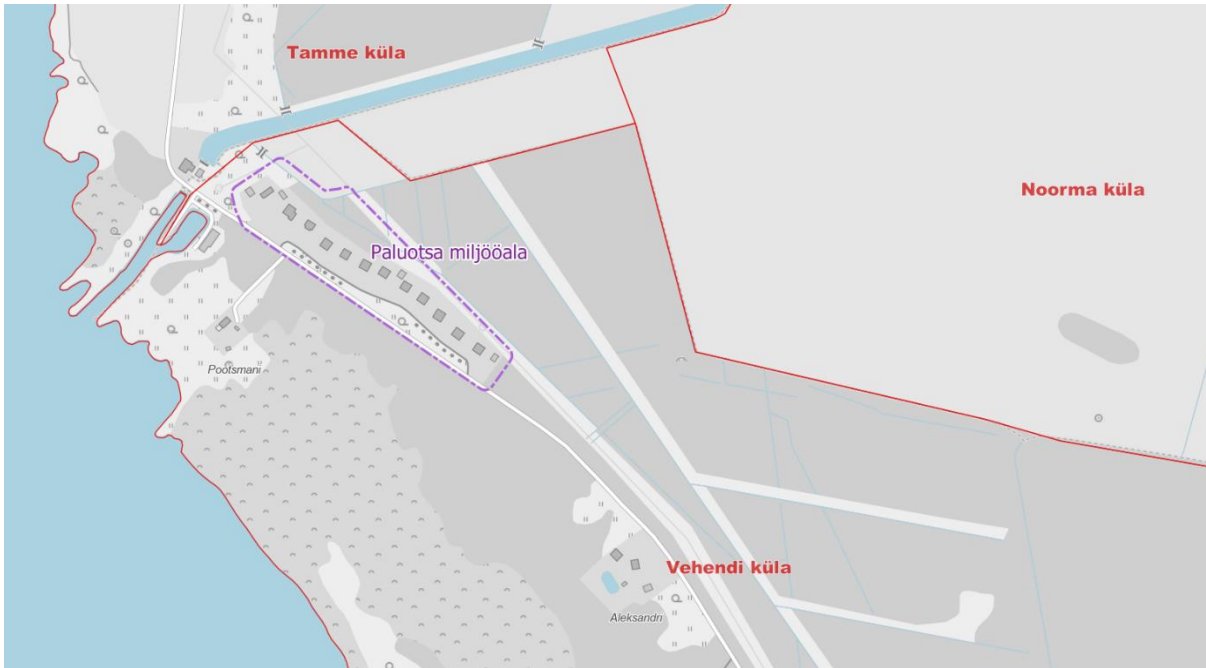 Tamme küla
Noorma küla
Paluotsa miljööala
Pootsmani
Vehendi küla
Aleksandri